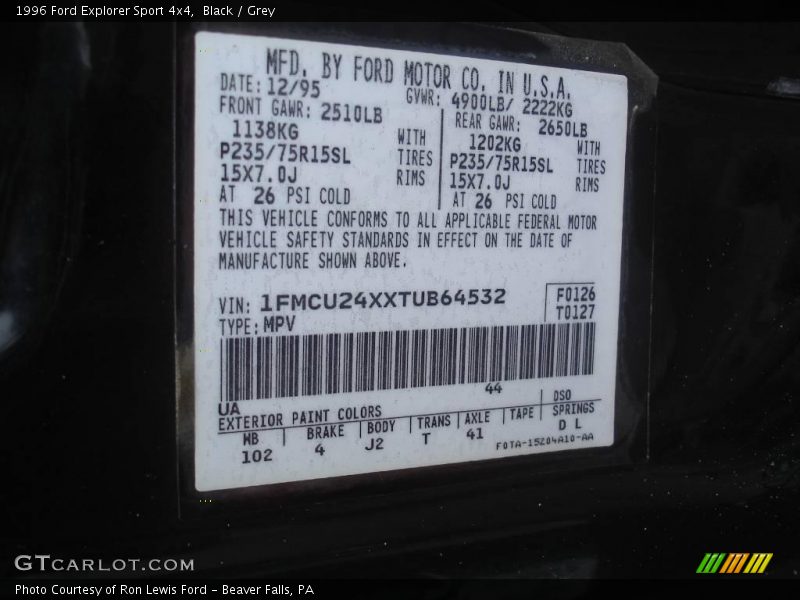 1996 Ford Explorer Sport 4x4, Black / Grey
MFD. BY FORD MOTOR CO. IN U.S.A.
DATE: 12/95 GVWR: 4900LB/ 2222KG
FRONT GAWR: 2510LB REAR GAWR: 2650LB
1138KG WITH 1202KG WITH
P235/75R15SL TIRES P235/75R15SL TIRES
15X7.0J RIMS 15X7.0J RIMS
AT 26 PSI COLD AT 26 PSI COLD
THIS VEHICLE CONFORMS TO ALL APPLICABLE FEDERAL MOTOR
VEHICLE SAFETY STANDARDS IN EFFECT ON THE DATE OF
MANUFACTURE SHOWN ABOVE.
VIN: 1FMCU24XXTUB64532 F0126
TYPE: MPV T0127
44
UA
EXTERIOR PAINT COLORS DSO
WB BRAKE BODY TRANS AXLE TAPE SPRINGS
102 4 J2 T 41 D L
F0TA-15204A10-AA
GTCARLOT.COM
Photo Courtesy of Ron Lewis Ford - Beaver Falls, PA